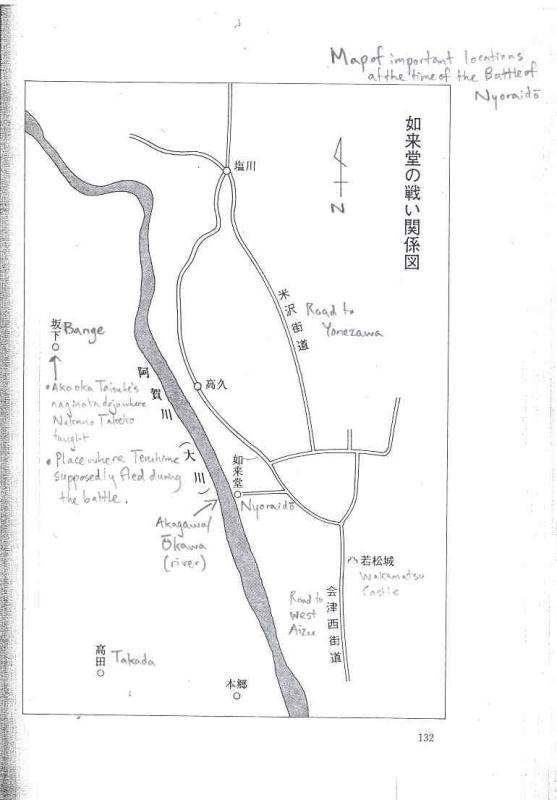 Map of important locations
at the time of the Battle of
Nyoraidō
如来堂の戦い関係図
塩川
N
米沢街道
Road to
Yonezawa
坂下
Bange
• Akaoka Taisuke's
naginata dojo where
Nakano Takeko
taught
• Place where Teruhime
supposedly fled during
the battle.
阿賀川
(大川)
高久
如来堂
Nyoraidō
Akagawa/
Ōkawa
(river)
若松城
Wakamatsu
Castle
Road to
West
Aizu
会津西街道
高田
Takada
本郷
132